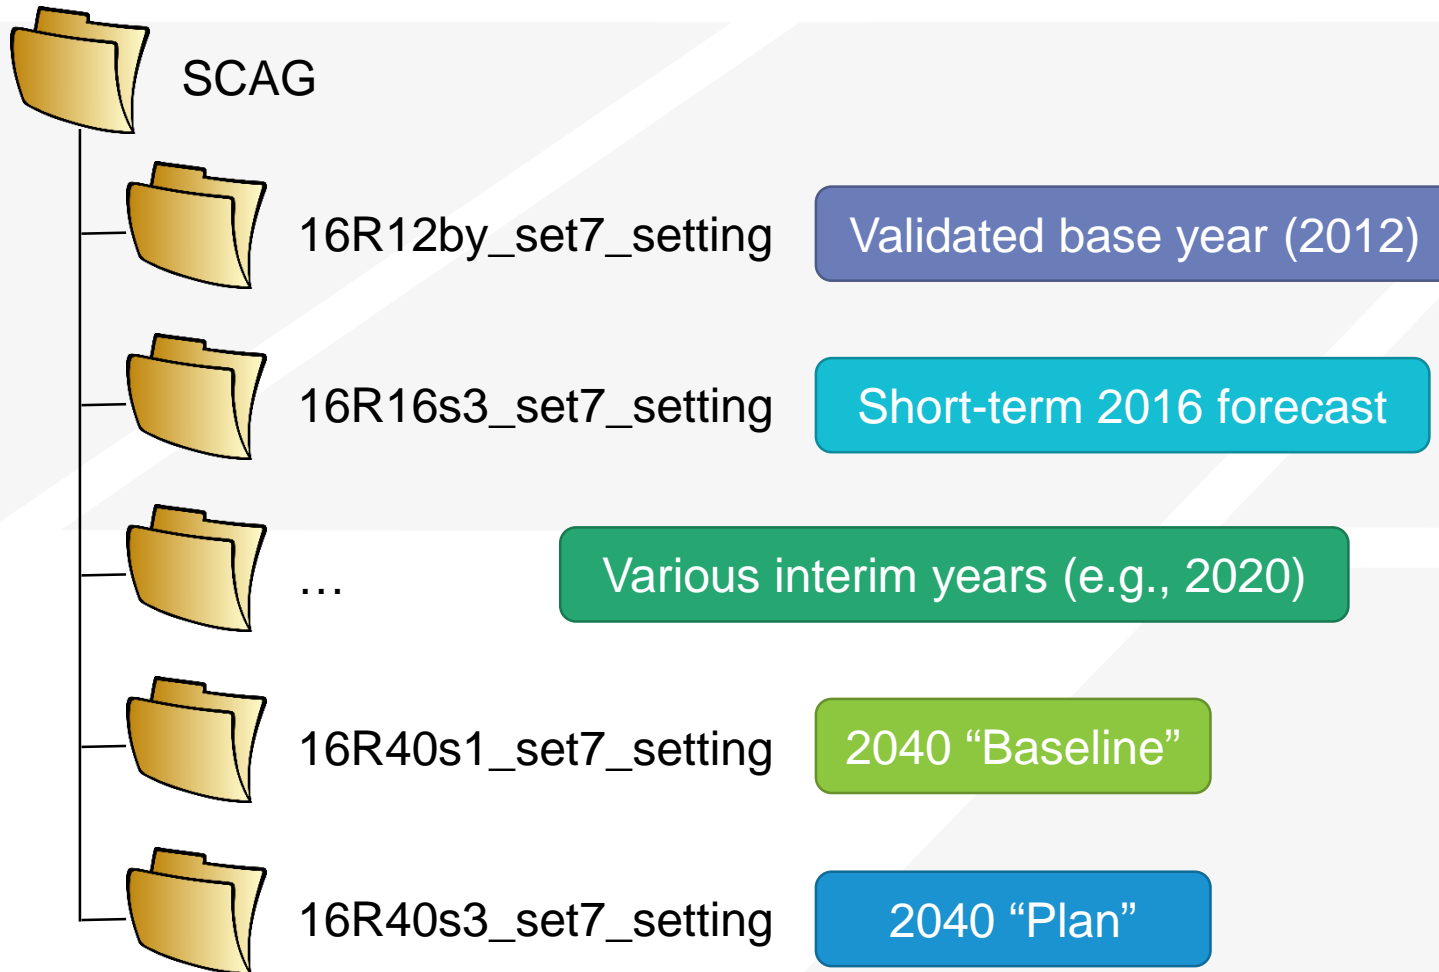 SCAG
16R12by_set7_setting Validated base year (2012)
16R16s3_set7_setting Short-term 2016 forecast
… Various interim years (e.g., 2020)
16R40s1_set7_setting 2040 “Baseline”
16R40s3_set7_setting 2040 “Plan”